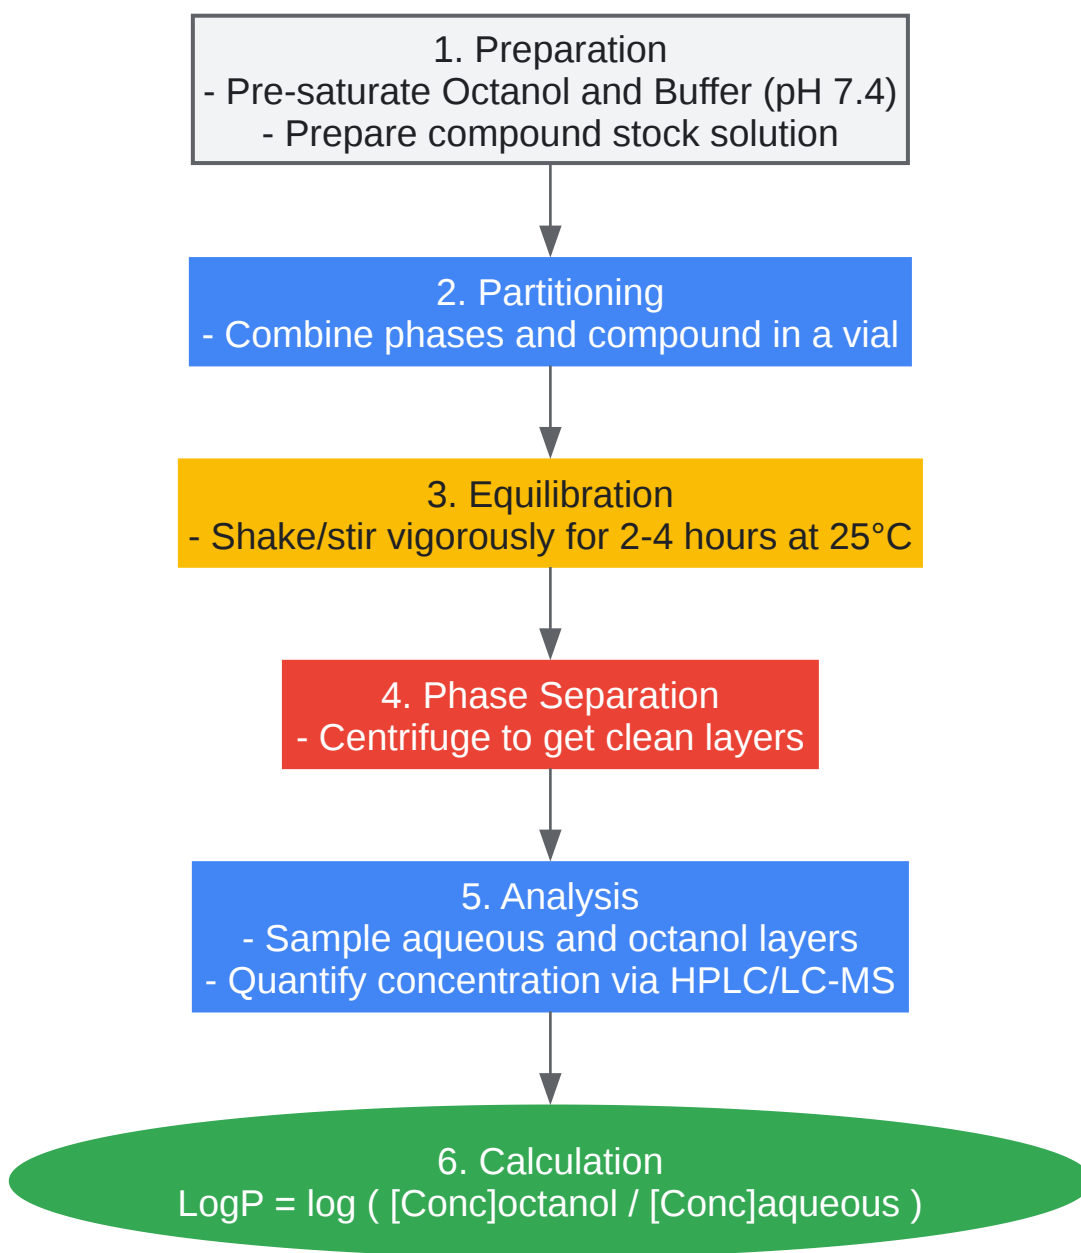 1. Preparation
- Pre-saturate Octanol and Buffer (pH 7.4)
- Prepare compound stock solution
2. Partitioning
- Combine phases and compound in a vial
3. Equilibration
- Shake/stir vigorously for 2-4 hours at 25°C
4. Phase Separation
- Centrifuge to get clean layers
5. Analysis
- Sample aqueous and octanol layers
- Quantify concentration via HPLC/LC-MS
6. Calculation
LogP = log ( [Conc]octanol / [Conc]aqueous )